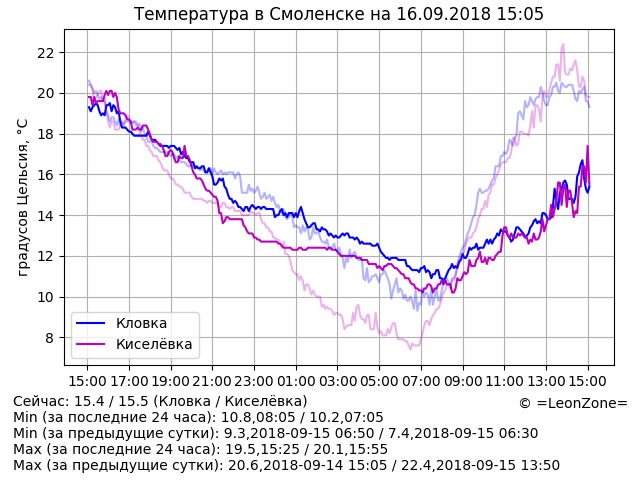 Температура в Смоленске на 16.09.2018 15:05
градусов Цельсия, °C
22
20
18
16
14
12
10
8
Кловка
Киселёвка
15:00 17:00 19:00 21:00 23:00 01:00 03:00 05:00 07:00 09:00 11:00 13:00 15:00
Сейчас: 15.4 / 15.5 (Кловка / Киселёвка)
© =LeonZone=
Min (за последние 24 часа): 10.8,08:05 / 10.2,07:05
Min (за предыдущие сутки): 9.3,2018-09-15 06:50 / 7.4,2018-09-15 06:30
Max (за последние 24 часа): 19.5,15:25 / 20.1,15:55
Max (за предыдущие сутки): 20.6,2018-09-14 15:05 / 22.4,2018-09-15 13:50